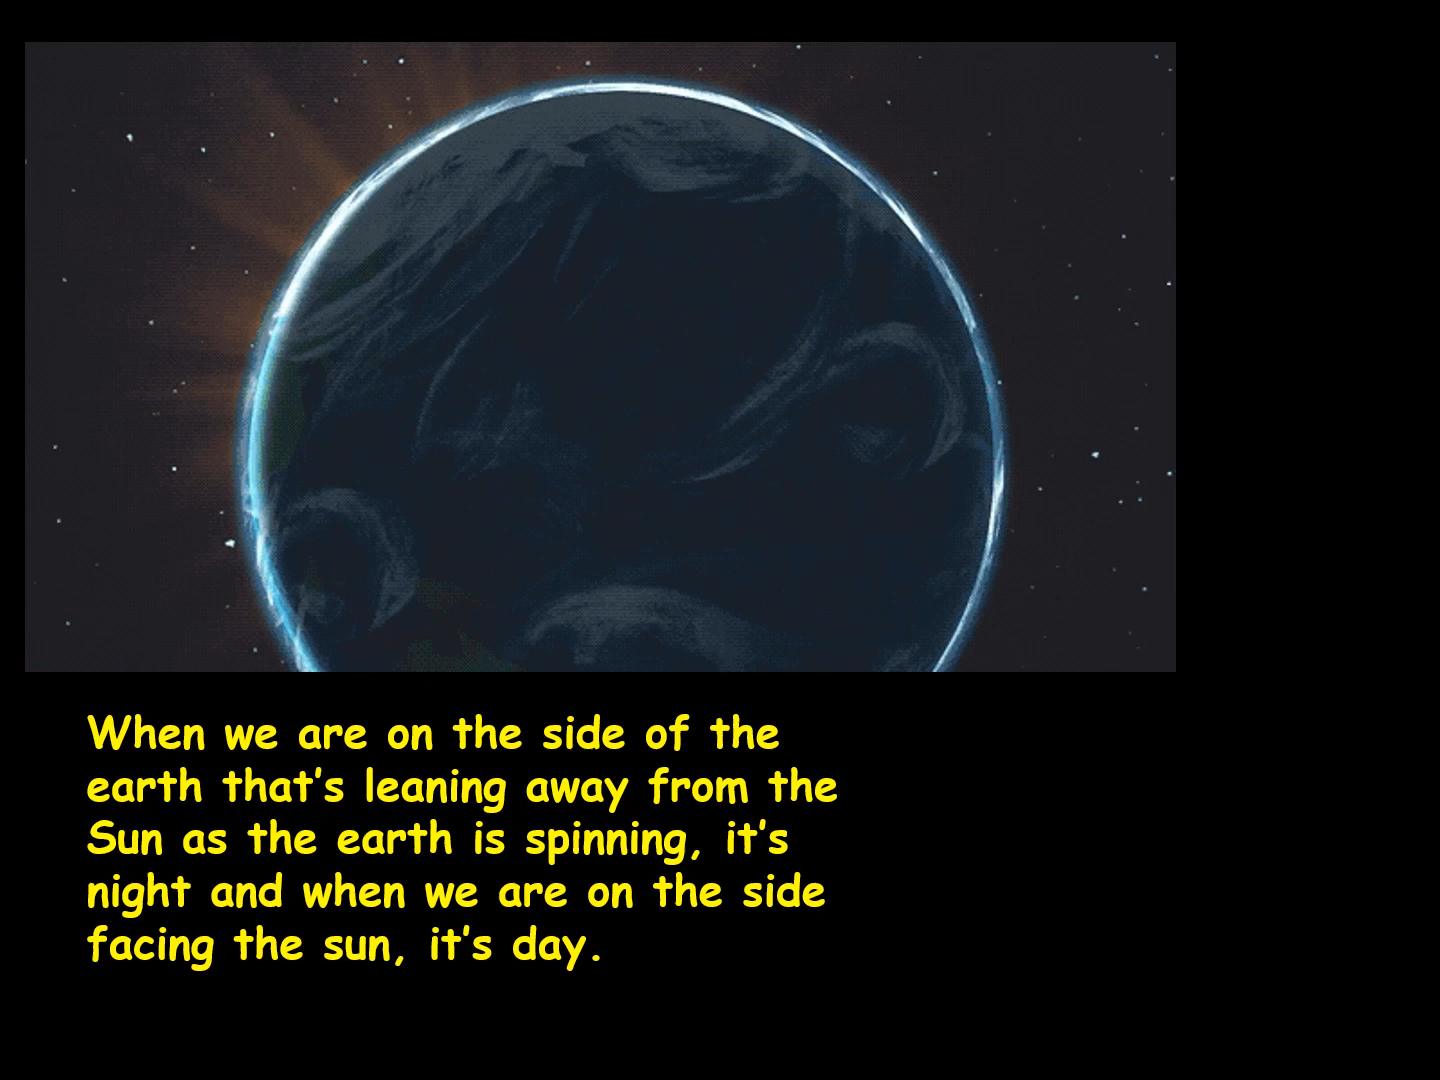 When we are on the side of the
earth that’s leaning away from the
Sun as the earth is spinning, it’s
night and when we are on the side
facing the sun, it’s day.